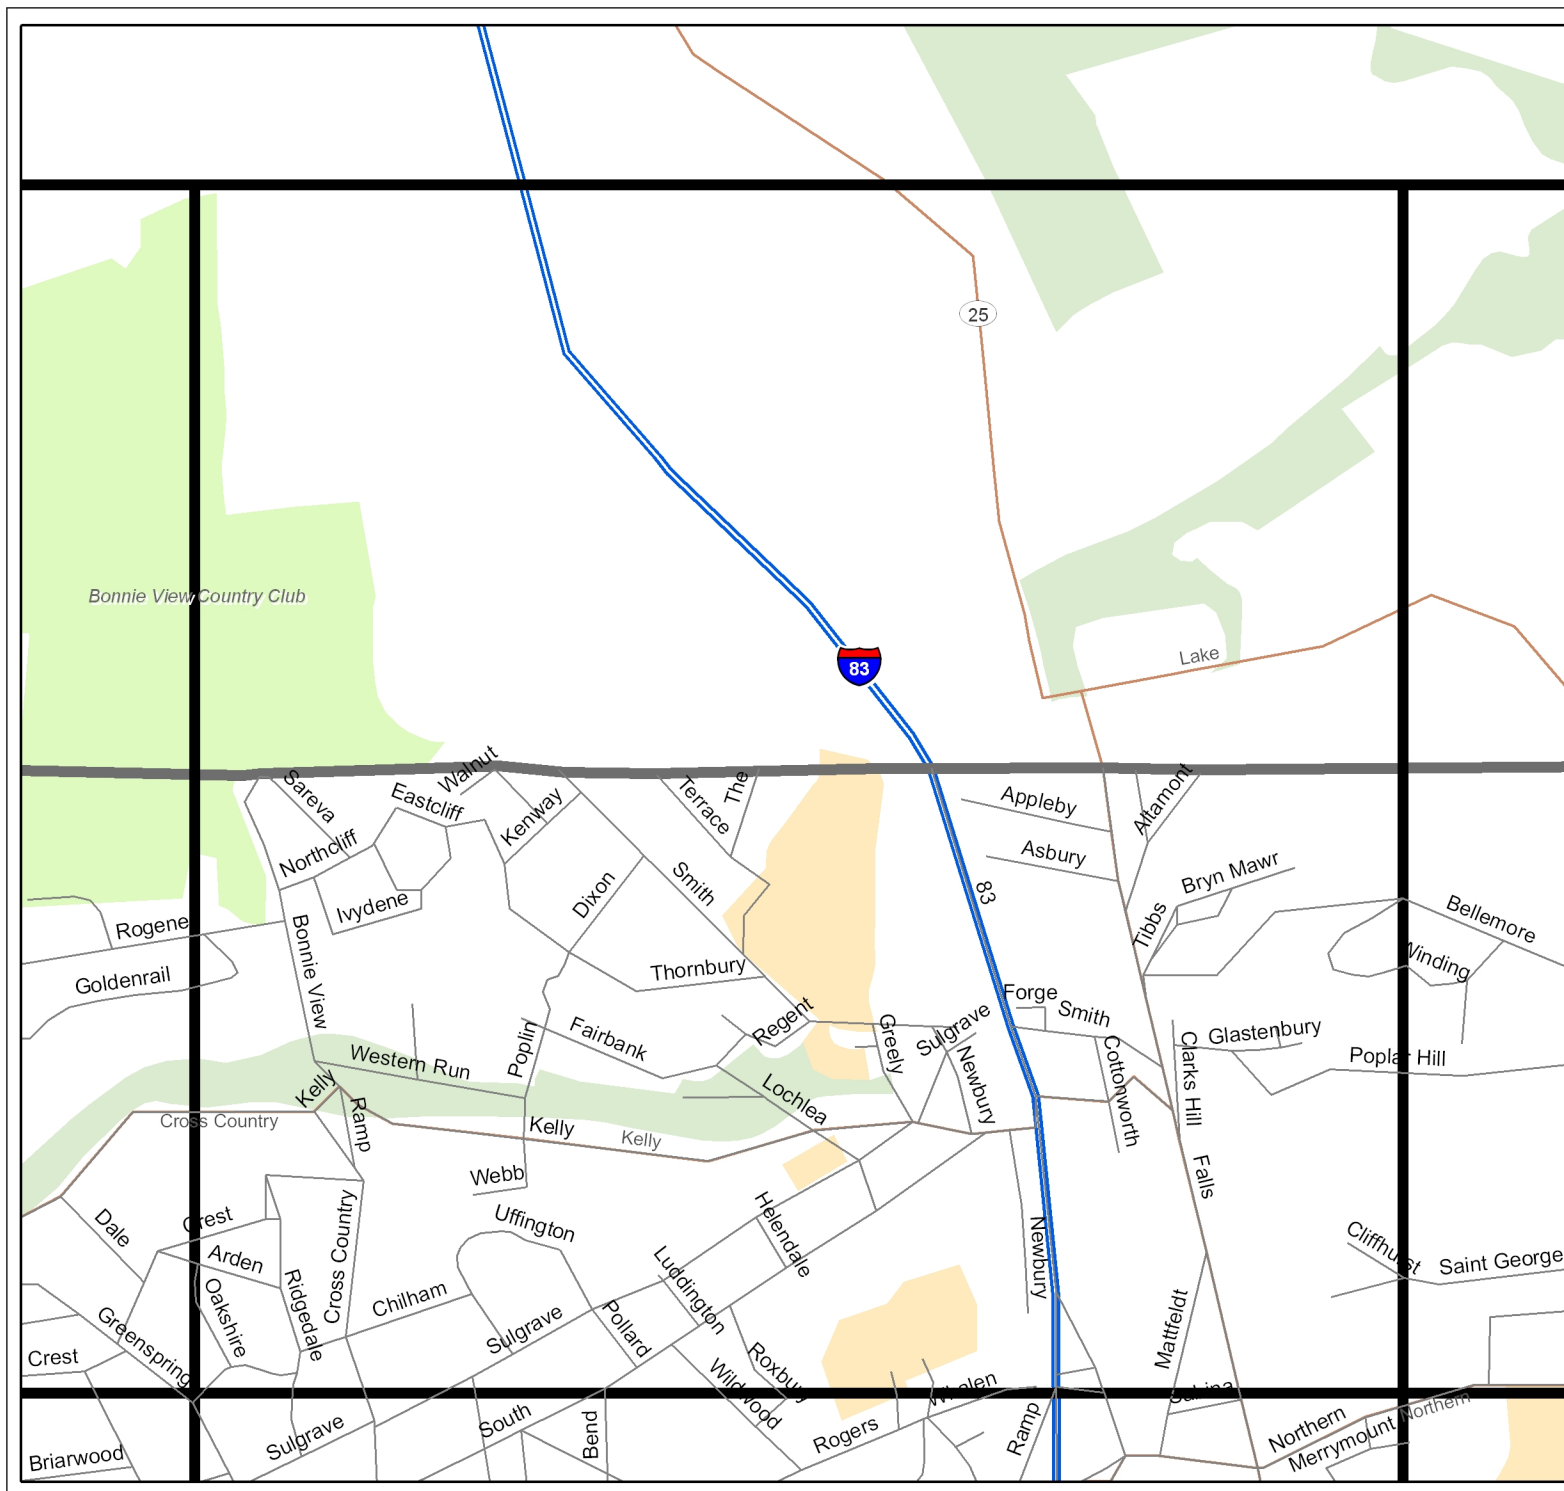 25
Bonnie View Country Club
Lake
83
Walnut
Sareva
Eastcliff
Kenway
The
Terrace
Appleby
Altamont
Northcliff
Asbury
Smith
Bryn Mawr
83
Dixon
Ivydene
Rogene
Tibbs
Bellemore
Bonnie View
Thornbury
Winding
Goldenrail
Forge
Smith
Regent
Sulgrave
Greely
Fairbank
Poplin
Glastenbury
Poplar Hill
Western Run
Newbury
Cottonworth
Clarks Hill
Kelly
Ramp
Lochlea
Cross Country
Kelly
Kelly
Webb
Falls
Dale
Crest
Uffington
Helendale
Arden
Cross Country
Newbury
Cliffhurst
Saint George
Luddington
Oakshire
Ridgedale
Chilham
Greenspring
Sulgrave
Pollard
Mattfeldt
Crest
Roxbury
Wildwood
Whalen
Northern
South
Bend
Rogers
Ramp
Northern
Sulgrave
Merrymount
Briarwood